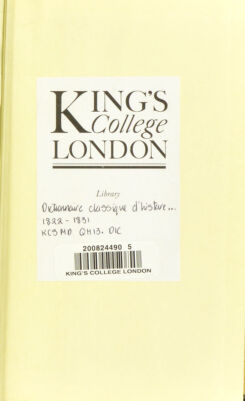 KING'S
College
LONDON
Library
Dictionnaire classique d'histoire...
1822 - 1831
KCSMD QH13. DIC
200824490 5
KING'S COLLEGE LONDON